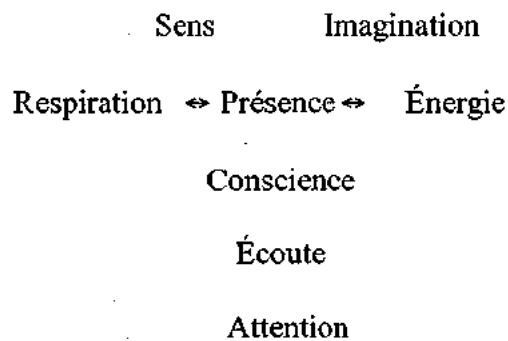 Sens Imagination
Respiration ⇔ Présence ⇔ Énergie
Conscience
Écoute
Attention